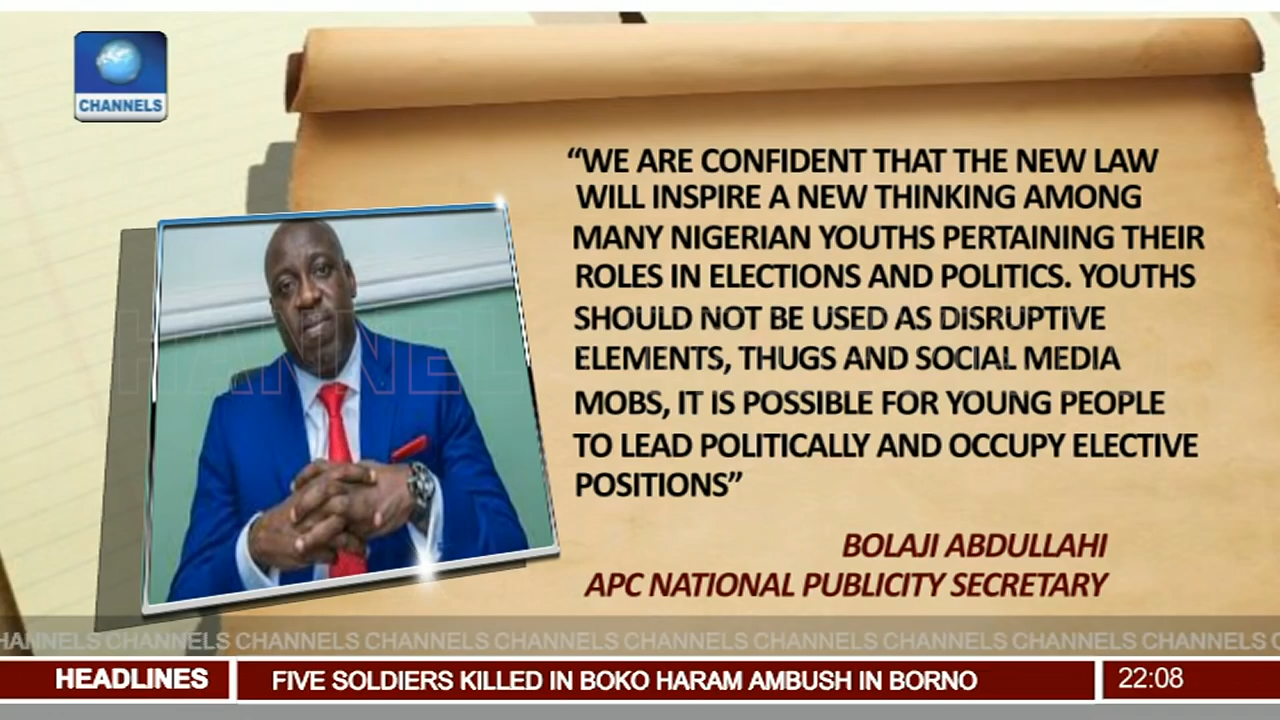 CHANNELS
“WE ARE CONFIDENT THAT THE NEW LAW
WILL INSPIRE A NEW THINKING AMONG
MANY NIGERIAN YOUTHS PERTAINING THEIR
ROLES IN ELECTIONS AND POLITICS. YOUTHS
SHOULD NOT BE USED AS DISRUPTIVE
ELEMENTS, THUGS AND SOCIAL MEDIA
MOBS, IT IS POSSIBLE FOR YOUNG PEOPLE
TO LEAD POLITICALLY AND OCCUPY ELECTIVE
POSITIONS”
BOLAJI ABDULLAHI
APC NATIONAL PUBLICITY SECRETARY
HANNELS CHANNELS CHANNELS CHANNELS CHANNELS CHANNELS CHANNELS CHANNELS CHANNELS CHANNELS C
HEADLINES FIVE SOLDIERS KILLED IN BOKO HARAM AMBUSH IN BORNO 22:08